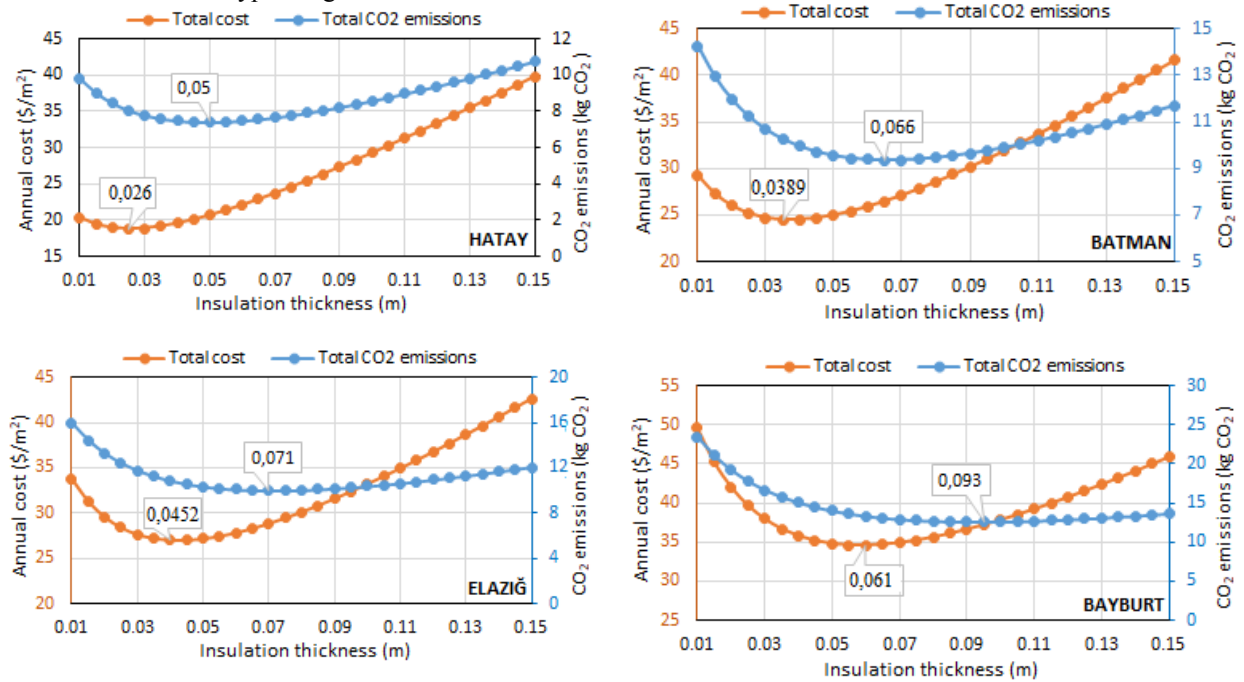 Total cost Total CO2 emissions
Annual cost ($/m²)
45
40
35
30
25
20
15
0,05
0,026
HATAY
12
10
8
6
4
2
0
CO₂ emissions (kg CO₂)
0.01 0.03 0.05 0.07 0.09 0.11 0.13 0.15
Insulation thickness (m)
Total cost Total CO2 emissions
Annual cost ($/m²)
45
40
35
30
25
20
0,066
0,0389
BATMAN
15
13
11
9
7
5
CO₂ emissions (kg CO₂)
0.01 0.03 0.05 0.07 0.09 0.11 0.13 0.15
Insulation thickness (m)
Total cost Total CO2 emissions
Annual cost ($/m²)
45
40
35
30
25
20
0,071
0,0452
ELAZIĞ
20
16
12
8
4
0
CO₂ emissions (kg CO₂)
0.01 0.03 0.05 0.07 0.09 0.11 0.13 0.15
Insulation thickness (m)
Total cost Total CO2 emissions
Annual cost ($/m²)
55
50
45
40
35
30
25
0,093
0,061
BAYBURT
30
25
20
15
10
5
0
CO₂ emissions (kg CO₂)
0.01 0.03 0.05 0.07 0.09 0.11 0.13 0.15
Insulation thickness (m)